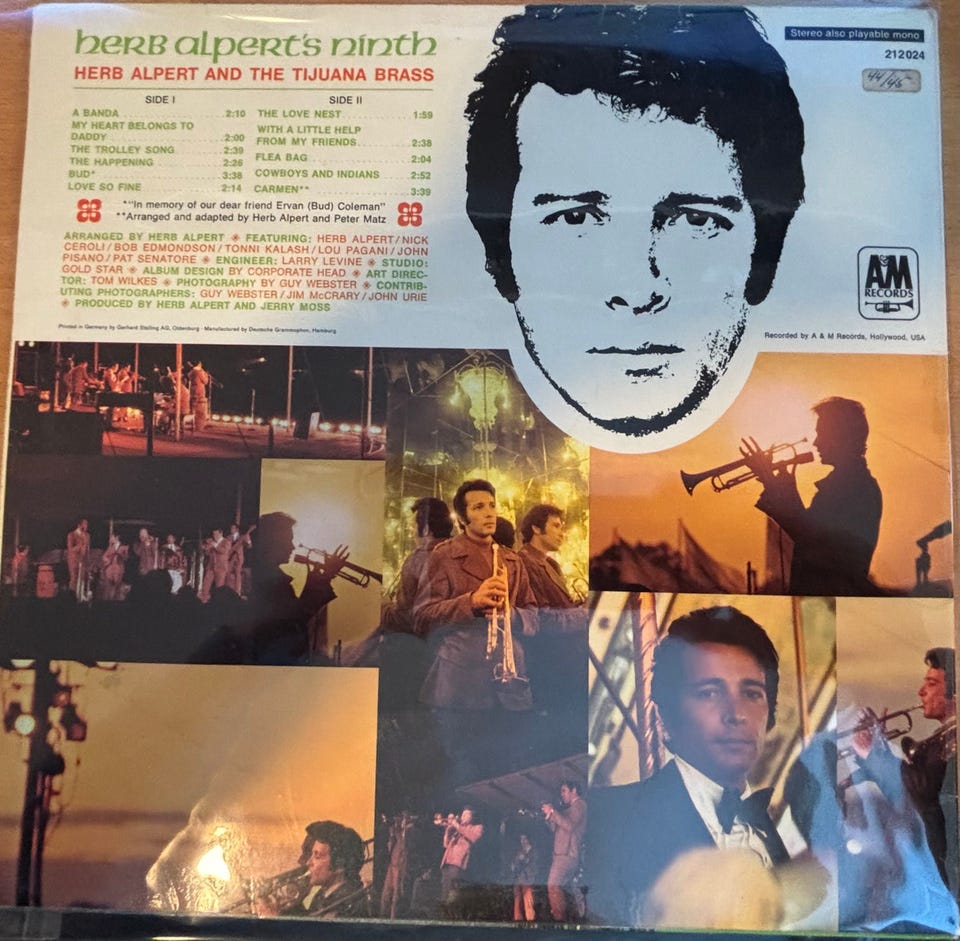 herb alpert's ninth
HERB ALPERT AND THE TIJUANA BRASS
SIDE I
A BANDA 2:10
MY HEART BELONGS TO
DADDY 2:00
THE TROLLEY SONG 2:39
THE HAPPENING 2:26
BUD* 3:38
LOVE SO FINE 2:14
SIDE II
THE LOVE NEST 1:59
WITH A LITTLE HELP
FROM MY FRIENDS 2:38
FLEA BAG 2:04
COWBOYS AND INDIANS 2:52
CARMEN** 3:39
*"In memory of our dear friend Ervan (Bud) Coleman"
**Arranged and adapted by Herb Alpert and Peter Matz
ARRANGED BY HERB ALPERT ❋ FEATURING: HERB ALPERT/NICK
CEROLI/BOB EDMONDSON/TONNI KALASH/LOU PAGANI/JOHN
PISANO/PAT SENATORE ❋ ENGINEER: LARRY LEVINE ❋ STUDIO:
GOLD STAR ❋ ALBUM DESIGN BY CORPORATE HEAD ❋ ART DIREC-
TOR: TOM WILKES ❋ PHOTOGRAPHY BY GUY WEBSTER ❋ CONTRIB-
UTING PHOTOGRAPHERS: GUY WEBSTER/JIM McCRARY/JOHN URIE
❋ PRODUCED BY HERB ALPERT AND JERRY MOSS
Printed in Germany by Gerhard Stalling AG, Oldenburg · Manufactured by Deutsche Grammophon, Hamburg
Stereo also playable mono
212024
44/45-
A&M
RECORDS
Recorded by A & M Records, Hollywood, USA